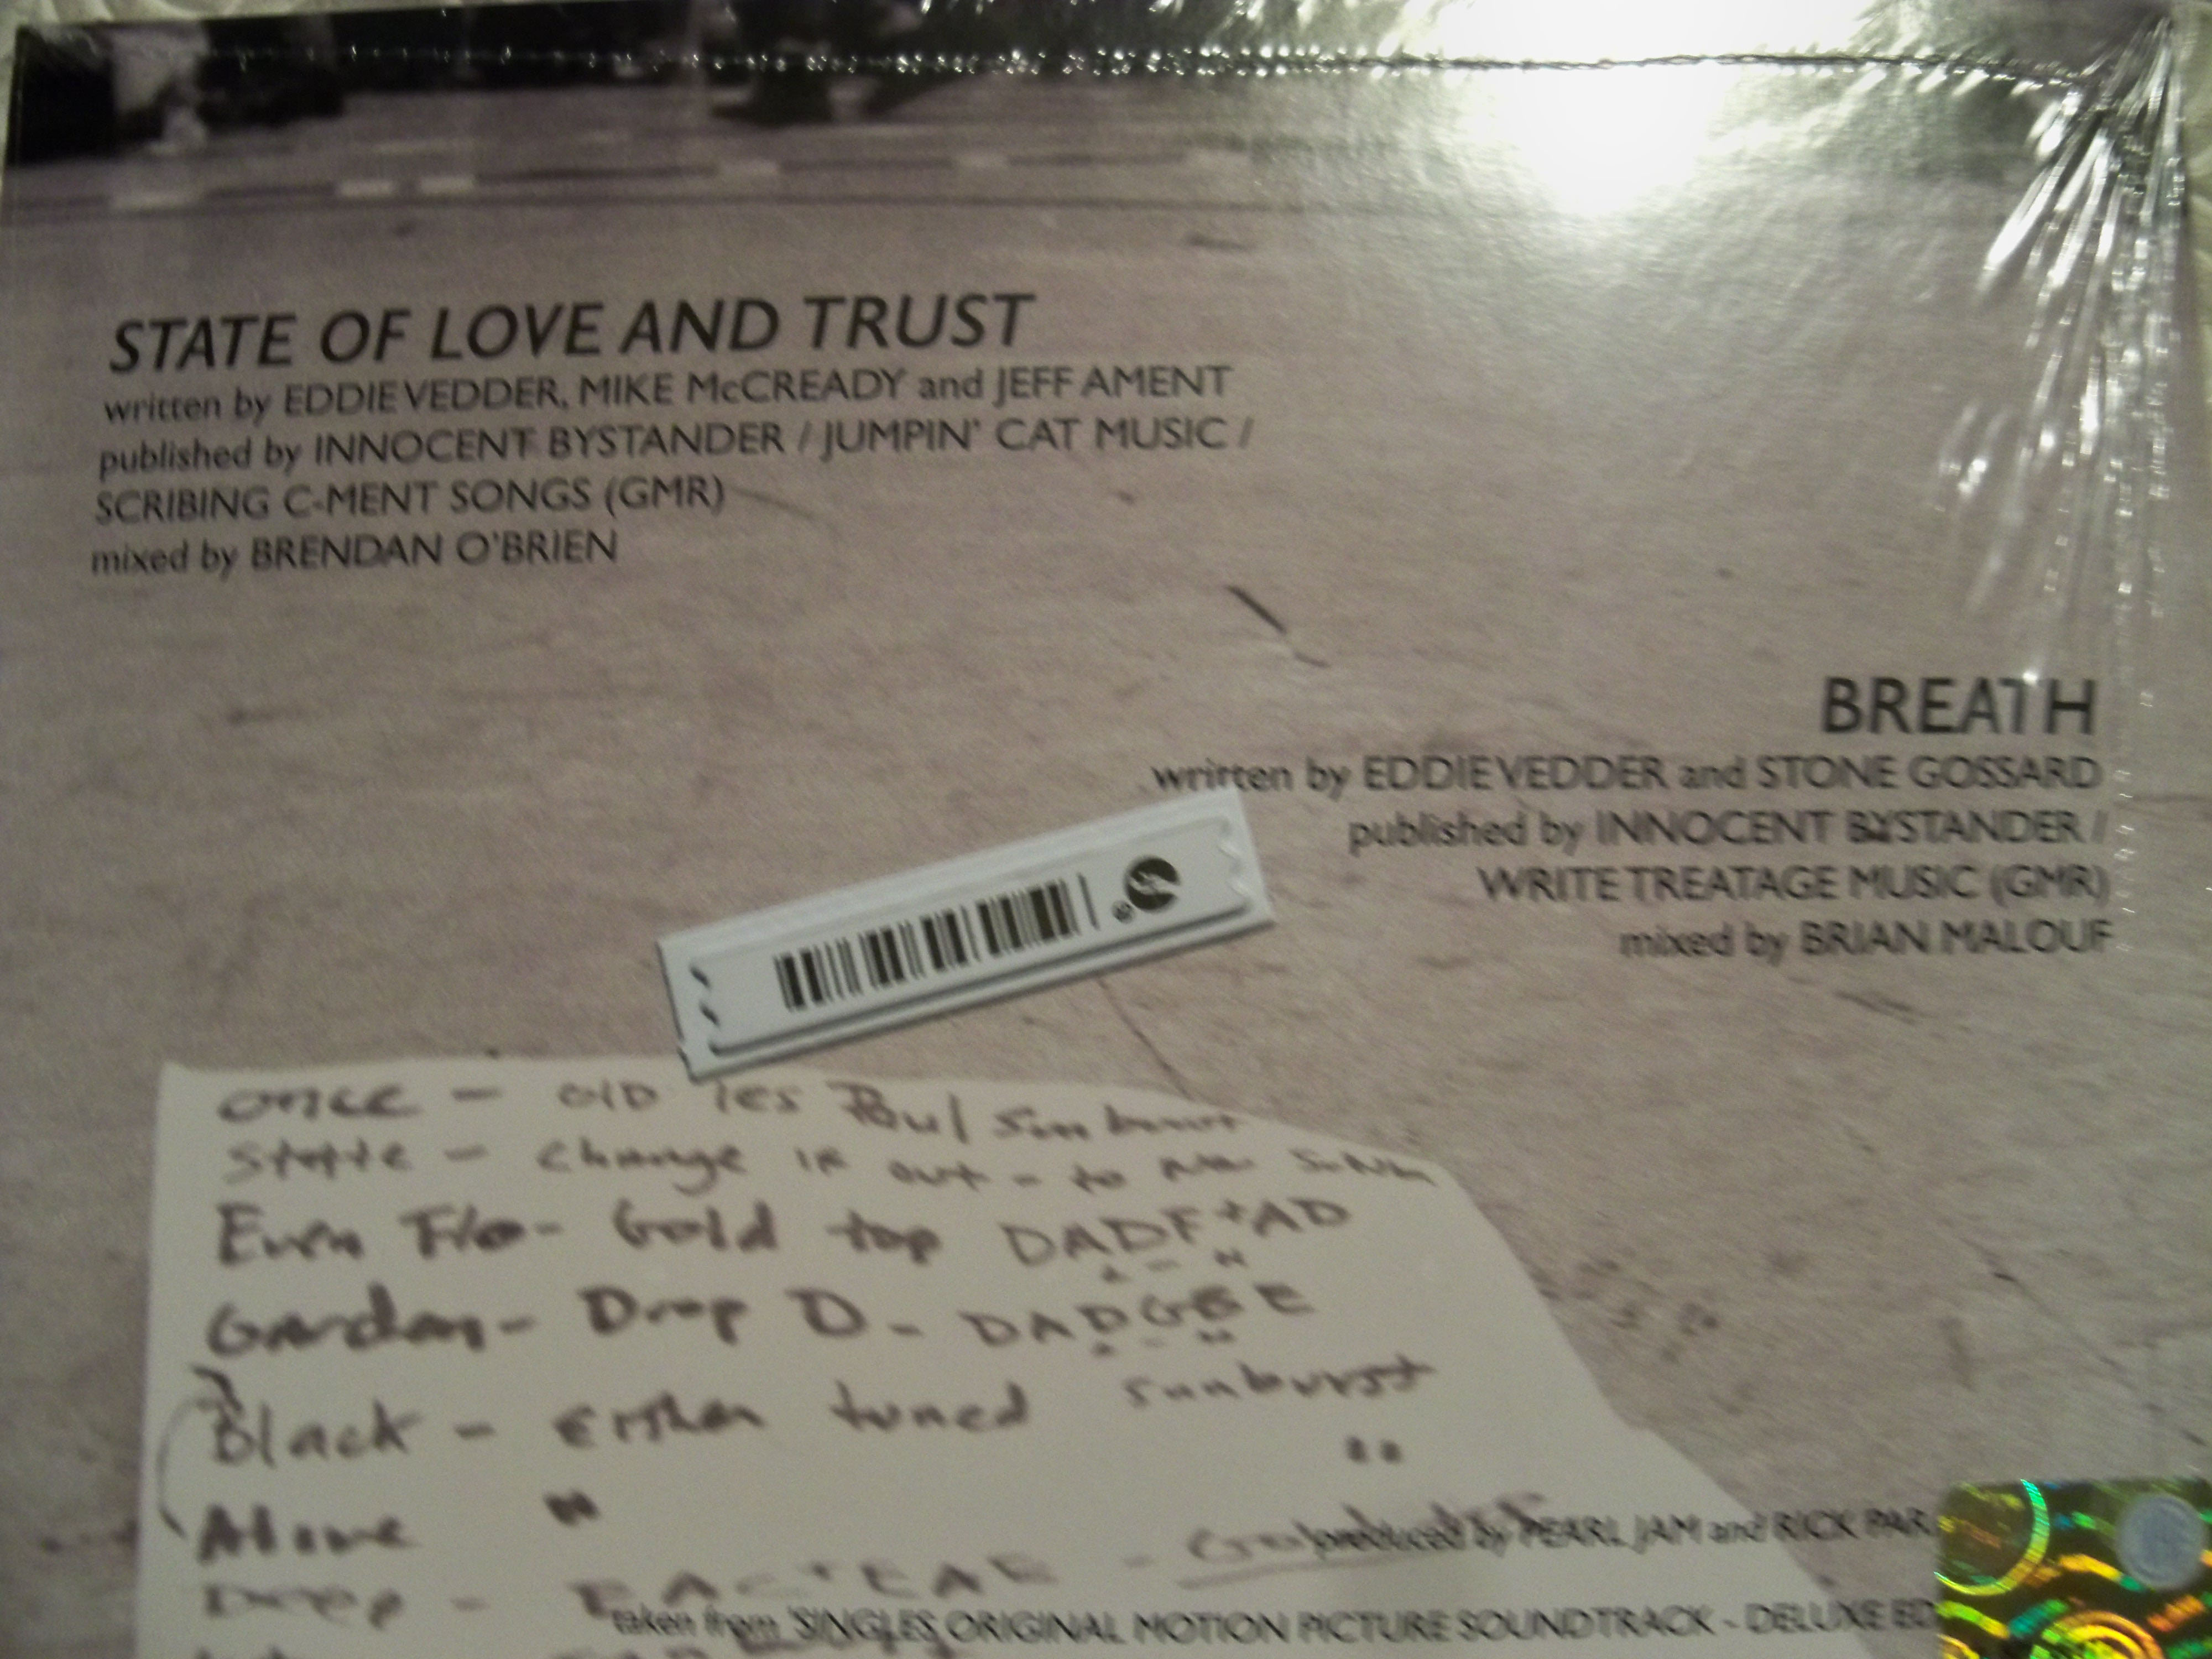 STATE OF LOVE AND TRUST
written by EDDIE VEDDER, MIKE McCREADY and JEFF AMENT
published by INNOCENT BYSTANDER / JUMPIN' CAT MUSIC /
SCRIBING C-MENT SONGS (GMR)
mixed by BRENDAN O'BRIEN
BREATH
written by EDDIE VEDDER and STONE GOSSARD
published by INNOCENT BYSTANDER /
WRITE TREATAGE MUSIC (GMR)
mixed by BRIAN MALOUF
once - old les Paul sunburst
State - change it out - to
Even Flo - Gold top DADF#AD
Garden - Drop D - DADGBE
Black - either tuned sunburst
Alive " "
produced by PEARL JAM and RICK PAR
taken from 'SINGLES ORIGINAL MOTION PICTURE SOUNDTRACK - DELUXE ED